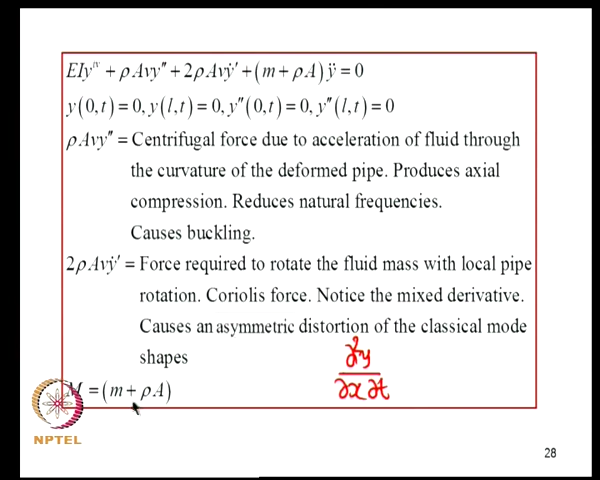 EIyⁱᵛ + ρAvy″ + 2ρAvẏ′ + (m + ρA)ÿ = 0
y(0,t) = 0, y(l,t) = 0, y″(0,t) = 0, y″(l,t) = 0
ρAvy″ = Centrifugal force due to acceleration of fluid through
the curvature of the deformed pipe. Produces axial
compression. Reduces natural frequencies.
Causes buckling.
2ρAvẏ′ = Force required to rotate the fluid mass with local pipe
rotation. Coriolis force. Notice the mixed derivative.
Causes an asymmetric distortion of the classical mode
shapes
∂²y
∂x∂t
M = (m + ρA)
NPTEL
28